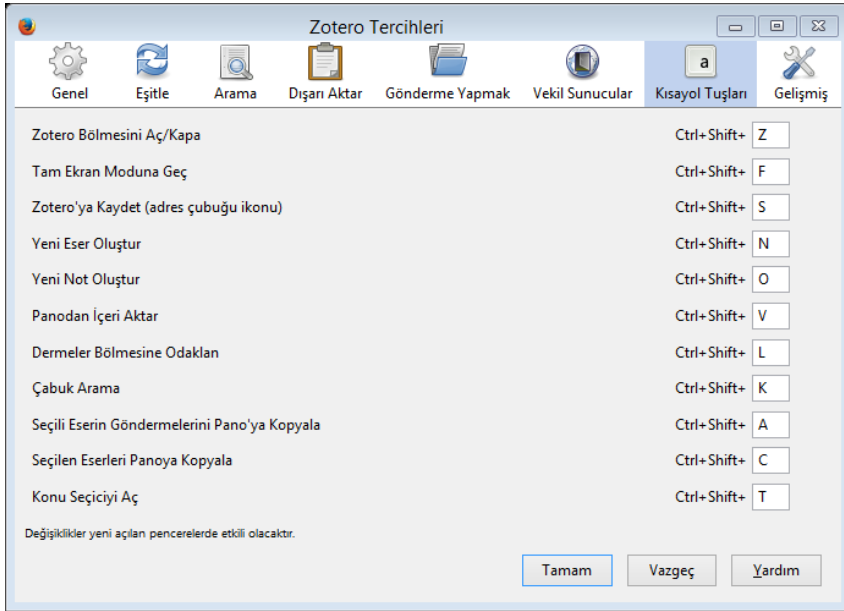 Zotero Tercihleri
Genel Eşitle Arama Dışarı Aktar Gönderme Yapmak Vekil Sunucular a Kısayol Tuşları Gelişmiş
Zotero Bölmesini Aç/Kapa Ctrl+Shift+ Z
Tam Ekran Moduna Geç Ctrl+Shift+ F
Zotero'ya Kaydet (adres çubuğu ikonu) Ctrl+Shift+ S
Yeni Eser Oluştur Ctrl+Shift+ N
Yeni Not Oluştur Ctrl+Shift+ O
Panodan İçeri Aktar Ctrl+Shift+ V
Dermeler Bölmesine Odaklan Ctrl+Shift+ L
Çabuk Arama Ctrl+Shift+ K
Seçili Eserin Göndermelerini Pano'ya Kopyala Ctrl+Shift+ A
Seçilen Eserleri Panoya Kopyala Ctrl+Shift+ C
Konu Seçiciyi Aç Ctrl+Shift+ T
Değişiklikler yeni açılan pencerelerde etkili olacaktır.
Tamam Vazgeç Yardım